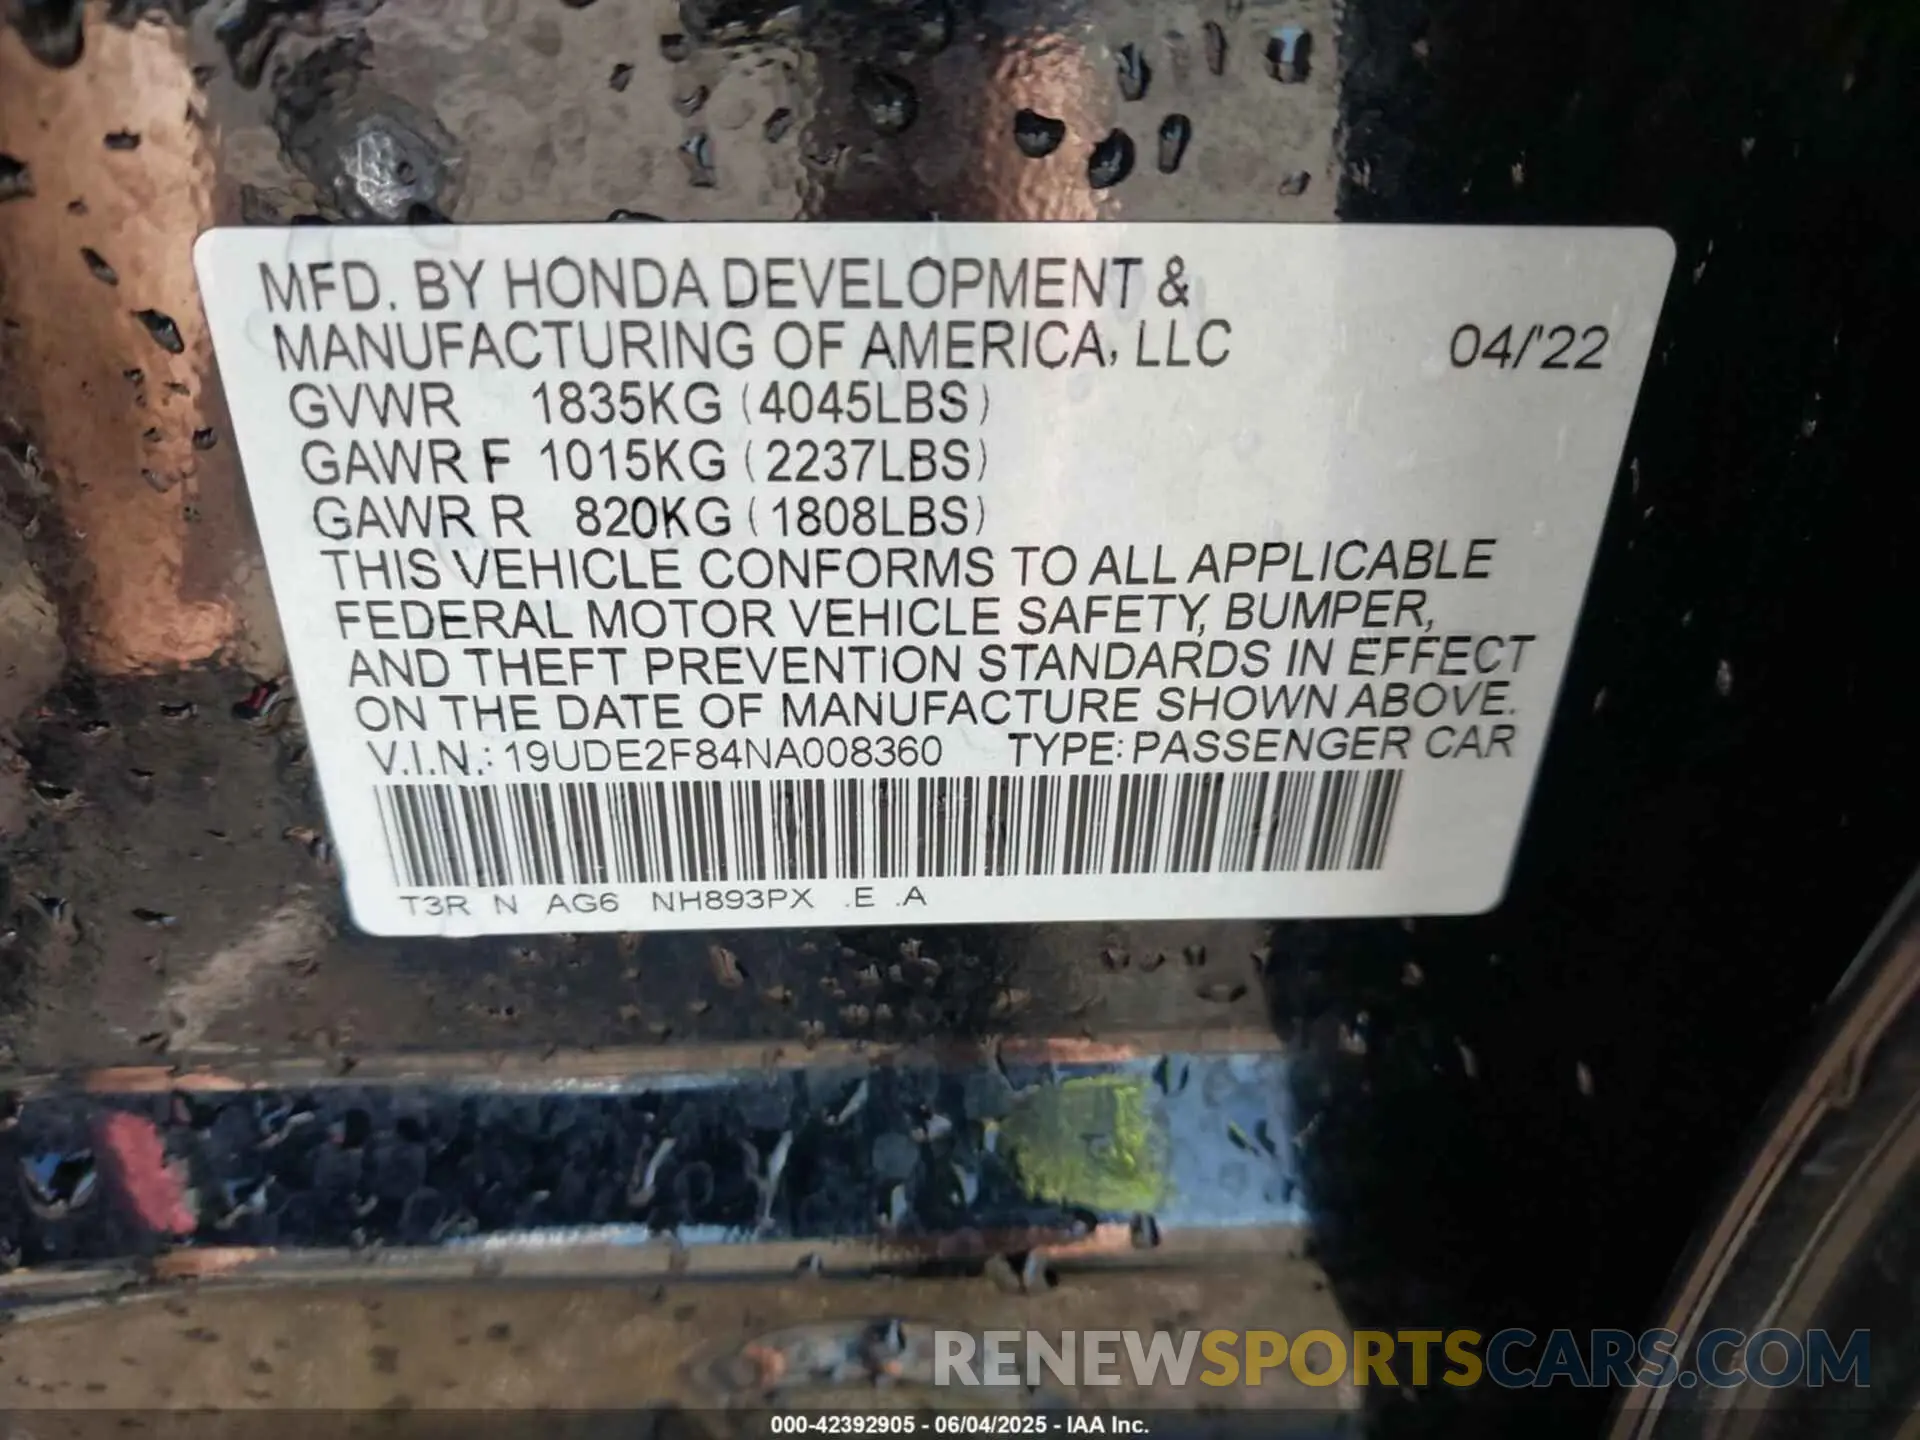 MFD. BY HONDA DEVELOPMENT &
MANUFACTURING OF AMERICA, LLC 04/'22
GVWR 1835KG (4045LBS)
GAWR F 1015KG (2237LBS)
GAWR R 820KG (1808LBS)
THIS VEHICLE CONFORMS TO ALL APPLICABLE
FEDERAL MOTOR VEHICLE SAFETY, BUMPER,
AND THEFT PREVENTION STANDARDS IN EFFECT
ON THE DATE OF MANUFACTURE SHOWN ABOVE.
V.I.N.: 19UDE2F84NA008360 TYPE: PASSENGER CAR
T3R N AG6 NH893PX .E .A
RENEWSPORTSCARS.COM
000-42392905 - 06/04/2025 - IAA Inc.